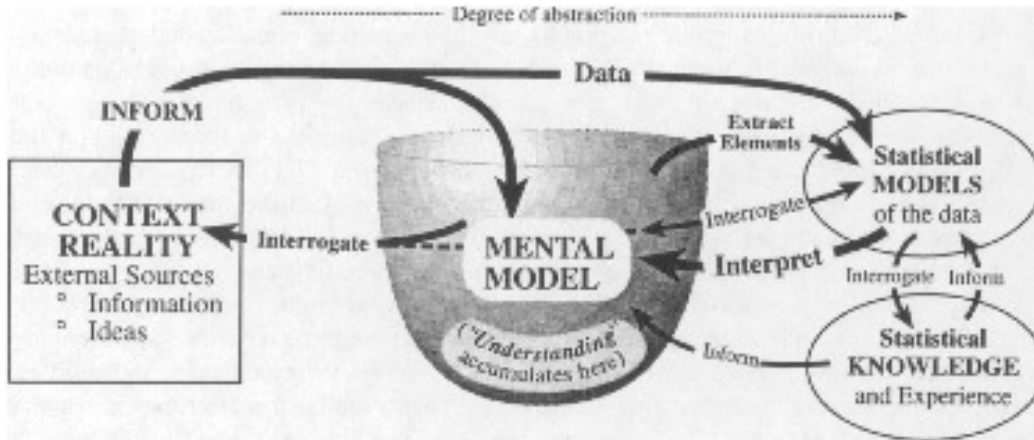 Degree of abstraction
Data
INFORM
Extract
Elements
Statistical
MODELS
of the data
CONTEXT
REALITY
External Sources
Information
Ideas
Interrogate
MENTAL
MODEL
Interrogate
Interpret
Interrogate
Inform
("Understanding"
accumulates here)
Inform
Statistical
KNOWLEDGE
and Experience